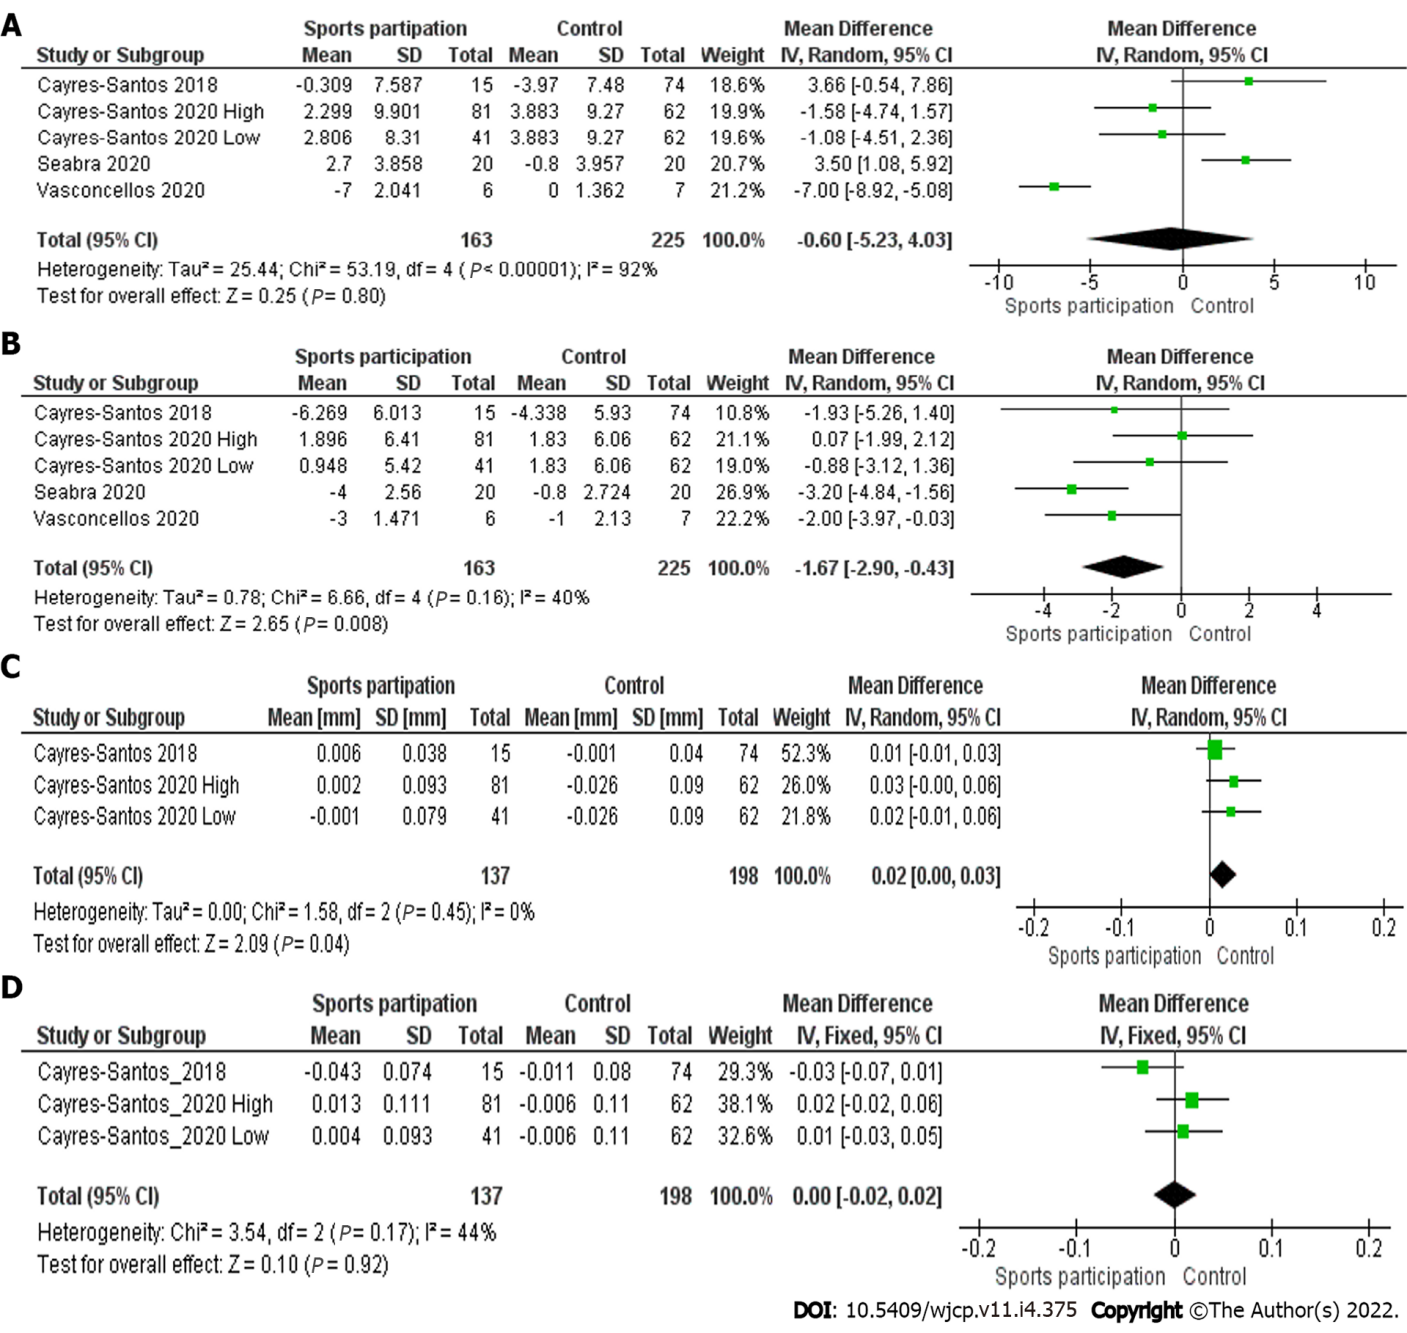 A
Sports partipation Control Mean Difference Mean Difference
Study or Subgroup Mean SD Total Mean SD Total Weight IV, Random, 95% CI IV, Random, 95% CI
Cayres-Santos 2018 -0.309 7.587 15 -3.97 7.48 74 18.6% 3.66 [-0.54, 7.86]
Cayres-Santos 2020 High 2.299 9.901 81 3.883 9.27 62 19.9% -1.58 [-4.74, 1.57]
Cayres-Santos 2020 Low 2.806 8.31 41 3.883 9.27 62 19.6% -1.08 [-4.51, 2.36]
Seabra 2020 2.7 3.858 20 -0.8 3.957 20 20.7% 3.50 [1.08, 5.92]
Vasconcellos 2020 -7 2.041 6 0 1.362 7 21.2% -7.00 [-8.92, -5.08]
Total (95% CI) 163 225 100.0% -0.60 [-5.23, 4.03]
Heterogeneity: Tau² = 25.44; Chi² = 53.19, df = 4 (P< 0.00001); I² = 92%
Test for overall effect: Z = 0.25 (P= 0.80)
-10 -5 0 5 10
Sports participation Control
B
Sports participation Control Mean Difference Mean Difference
Study or Subgroup Mean SD Total Mean SD Total Weight IV, Random, 95% CI IV, Random, 95% CI
Cayres-Santos 2018 -6.269 6.013 15 -4.338 5.93 74 10.8% -1.93 [-5.26, 1.40]
Cayres-Santos 2020 High 1.896 6.41 81 1.83 6.06 62 21.1% 0.07 [-1.99, 2.12]
Cayres-Santos 2020 Low 0.948 5.42 41 1.83 6.06 62 19.0% -0.88 [-3.12, 1.36]
Seabra 2020 -4 2.56 20 -0.8 2.724 20 26.9% -3.20 [-4.84, -1.56]
Vasconcellos 2020 -3 1.471 6 -1 2.13 7 22.2% -2.00 [-3.97, -0.03]
Total (95% CI) 163 225 100.0% -1.67 [-2.90, -0.43]
Heterogeneity: Tau² = 0.78; Chi² = 6.66, df = 4 (P= 0.16); I² = 40%
Test for overall effect: Z = 2.65 (P= 0.008)
-4 -2 0 2 4
Sports participation Control
C
Sports partipation Control Mean Difference Mean Difference
Study or Subgroup Mean [mm] SD [mm] Total Mean [mm] SD [mm] Total Weight IV, Random, 95% CI IV, Random, 95% CI
Cayres-Santos 2018 0.006 0.038 15 -0.001 0.04 74 52.3% 0.01 [-0.01, 0.03]
Cayres-Santos 2020 High 0.002 0.093 81 -0.026 0.09 62 26.0% 0.03 [-0.00, 0.06]
Cayres-Santos 2020 Low -0.001 0.079 41 -0.026 0.09 62 21.8% 0.02 [-0.01, 0.06]
Total (95% CI) 137 198 100.0% 0.02 [0.00, 0.03]
Heterogeneity: Tau² = 0.00; Chi² = 1.58, df = 2 (P= 0.45); I² = 0%
Test for overall effect: Z = 2.09 (P= 0.04)
-0.2 -0.1 0 0.1 0.2
Sports participation Control
D
Sports partipation Control Mean Difference Mean Difference
Study or Subgroup Mean SD Total Mean SD Total Weight IV, Fixed, 95% CI IV, Fixed, 95% CI
Cayres-Santos_2018 -0.043 0.074 15 -0.011 0.08 74 29.3% -0.03 [-0.07, 0.01]
Cayres-Santos_2020 High 0.013 0.111 81 -0.006 0.11 62 38.1% 0.02 [-0.02, 0.06]
Cayres-Santos_2020 Low 0.004 0.093 41 -0.006 0.11 62 32.6% 0.01 [-0.03, 0.05]
Total (95% CI) 137 198 100.0% 0.00 [-0.02, 0.02]
Heterogeneity: Chi² = 3.54, df = 2 (P= 0.17); I² = 44%
Test for overall effect: Z = 0.10 (P= 0.92)
-0.2 -0.1 0 0.1 0.2
Sports participation Control
DOI: 10.5409/wjcp.v11.i4.375 Copyright ©The Author(s) 2022.